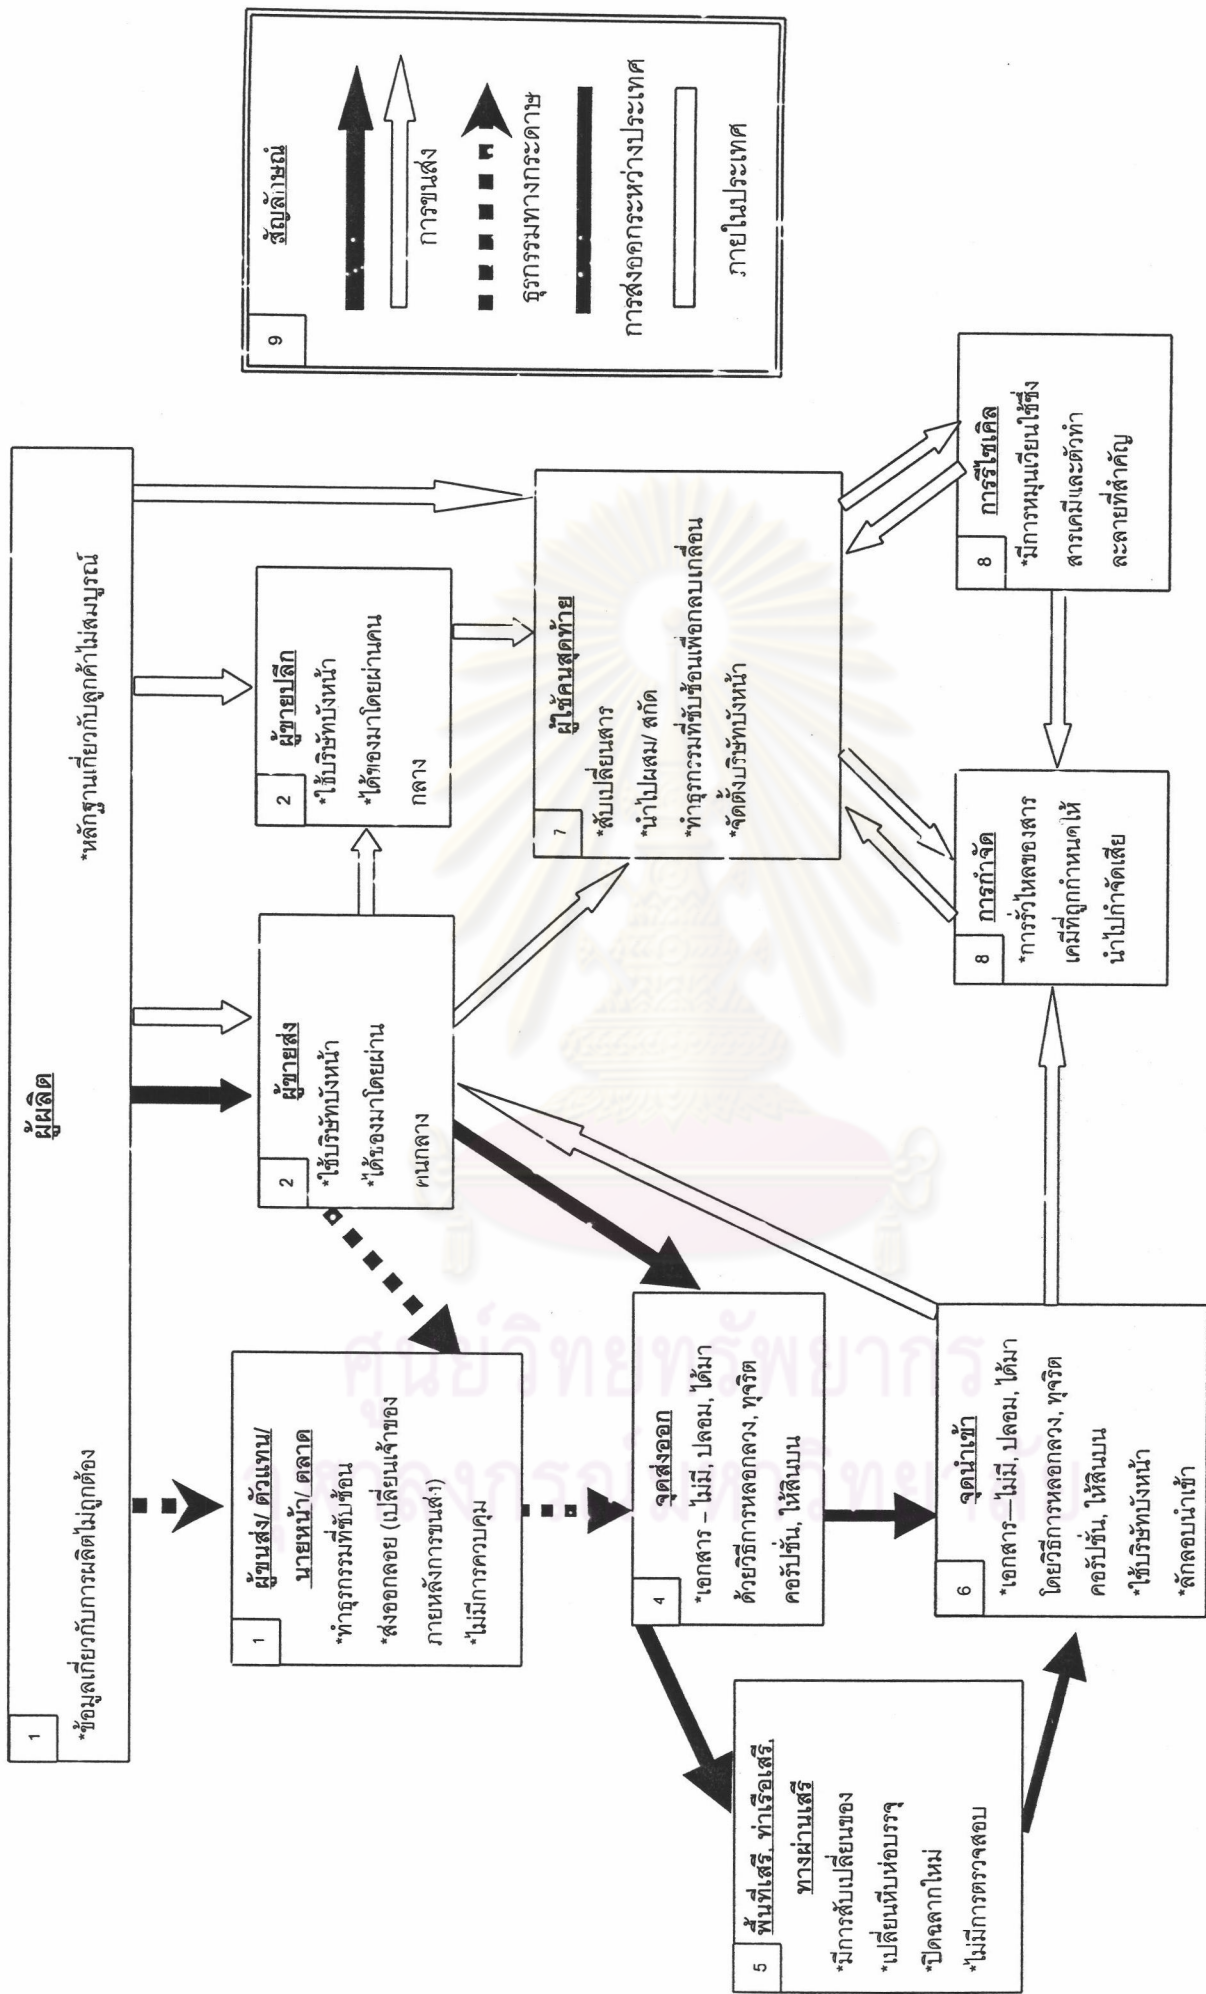 ผู้ผลิต
1
*ข้อมูลเกี่ยวกับการผลิตไม่ถูกต้อง
*หลักฐานเกี่ยวกับลูกค้าไม่สมบูรณ์
1
ผู้ขนส่ง/ ตัวแทน/
นายหน้า/ ตลาด
*ทำธุรกรรมที่ซับซ้อน
*ส่งออกลอย (เปลี่ยนเจ้าของ
ภายหลังการขนส่ง)
*ไม่มีการควบคุม
2
ผู้ขายส่ง
*ใช้บริษัทบังหน้า
*ได้ของมาโดยผ่าน
คนกลาง
2
ผู้ขายปลีก
*ใช้บริษัทบังหน้า
*ได้ของมาโดยผ่านคน
กลาง
4
จุดส่งออก
*เอกสาร – ไม่มี, ปลอม, ได้มา
ด้วยวิธีการหลอกลวง, ทุจริต
คอรัปชั่น, ให้สินบน
5
พื้นที่เสรี, ท่าเรือเสรี,
ทางผ่านเสรี
*มีการสับเปลี่ยนของ
*เปลี่ยนหีบห่อบรรจุ
*ปิดฉลากใหม่
*ไม่มีการตรวจสอบ
6
จุดนำเข้า
*เอกสาร–ไม่มี, ปลอม, ได้มา
โดยวิธีการหลอกลวง, ทุจริต
คอรัปชั่น, ให้สินบน
*ใช้บริษัทบังหน้า
*ลักลอบนำเข้า
7
ผู้ใช้คนสุดท้าย
*สับเปลี่ยนสาร
*นำไปผสม/ สกัด
*ทำธุรกรรมที่ซับซ้อนเพื่อกลบเกลื่อน
*จัดตั้งบริษัทบังหน้า
8
การกำจัด
*การรั่วไหลของสาร
เคมีที่ถูกกำหนดให้
นำไปกำจัดเสีย
8
การรีไซเคิล
*มีการหมุนเวียนใช้ซึ่ง
สารเคมีและตัวทำ
ละลายที่สำคัญ
9
สัญลักษณ์
การขนส่ง
ธุรกรรมทางกระดาษ
การส่งออกระหว่างประเทศ
ภายในประเทศ
ศูนย์วิทยทรัพยากร
จุฬาลงกรณ์มหาวิทยาลัย